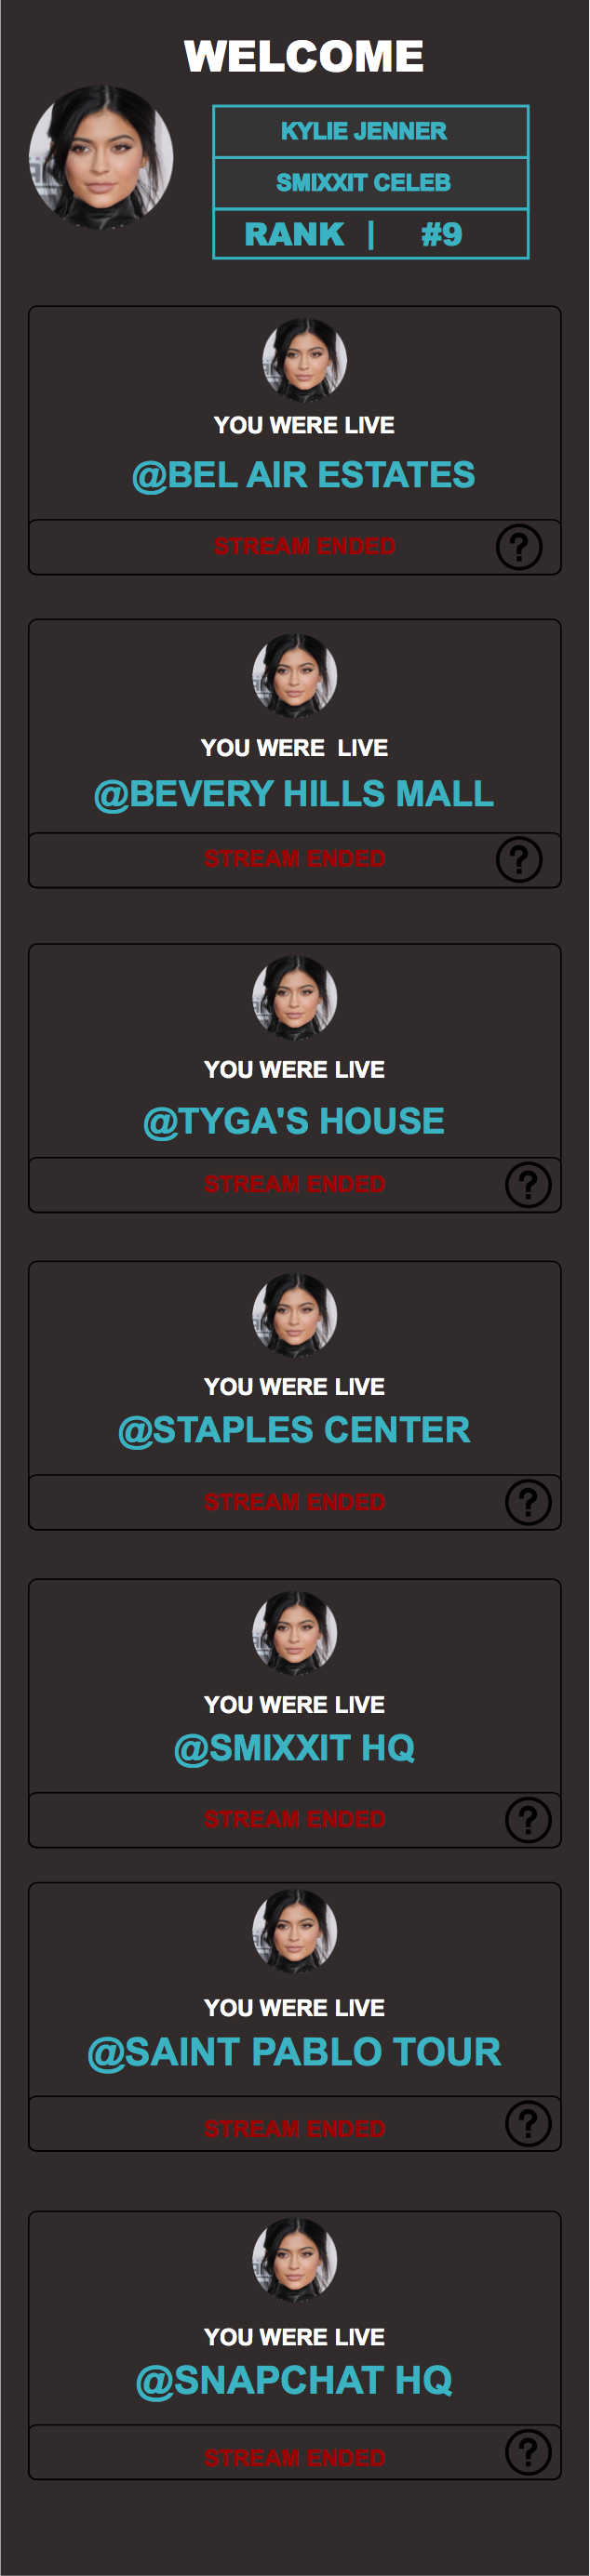 WELCOME
KYLIE JENNER
SMIXXIT CELEB
RANK | #9
YOU WERE LIVE
@BEL AIR ESTATES
STREAM ENDED ?
YOU WERE LIVE
@BEVERY HILLS MALL
STREAM ENDED ?
YOU WERE LIVE
@TYGA'S HOUSE
STREAM ENDED ?
YOU WERE LIVE
@STAPLES CENTER
STREAM ENDED ?
YOU WERE LIVE
@SMIXXIT HQ
STREAM ENDED ?
YOU WERE LIVE
@SAINT PABLO TOUR
STREAM ENDED ?
YOU WERE LIVE
@SNAPCHAT HQ
STREAM ENDED ?